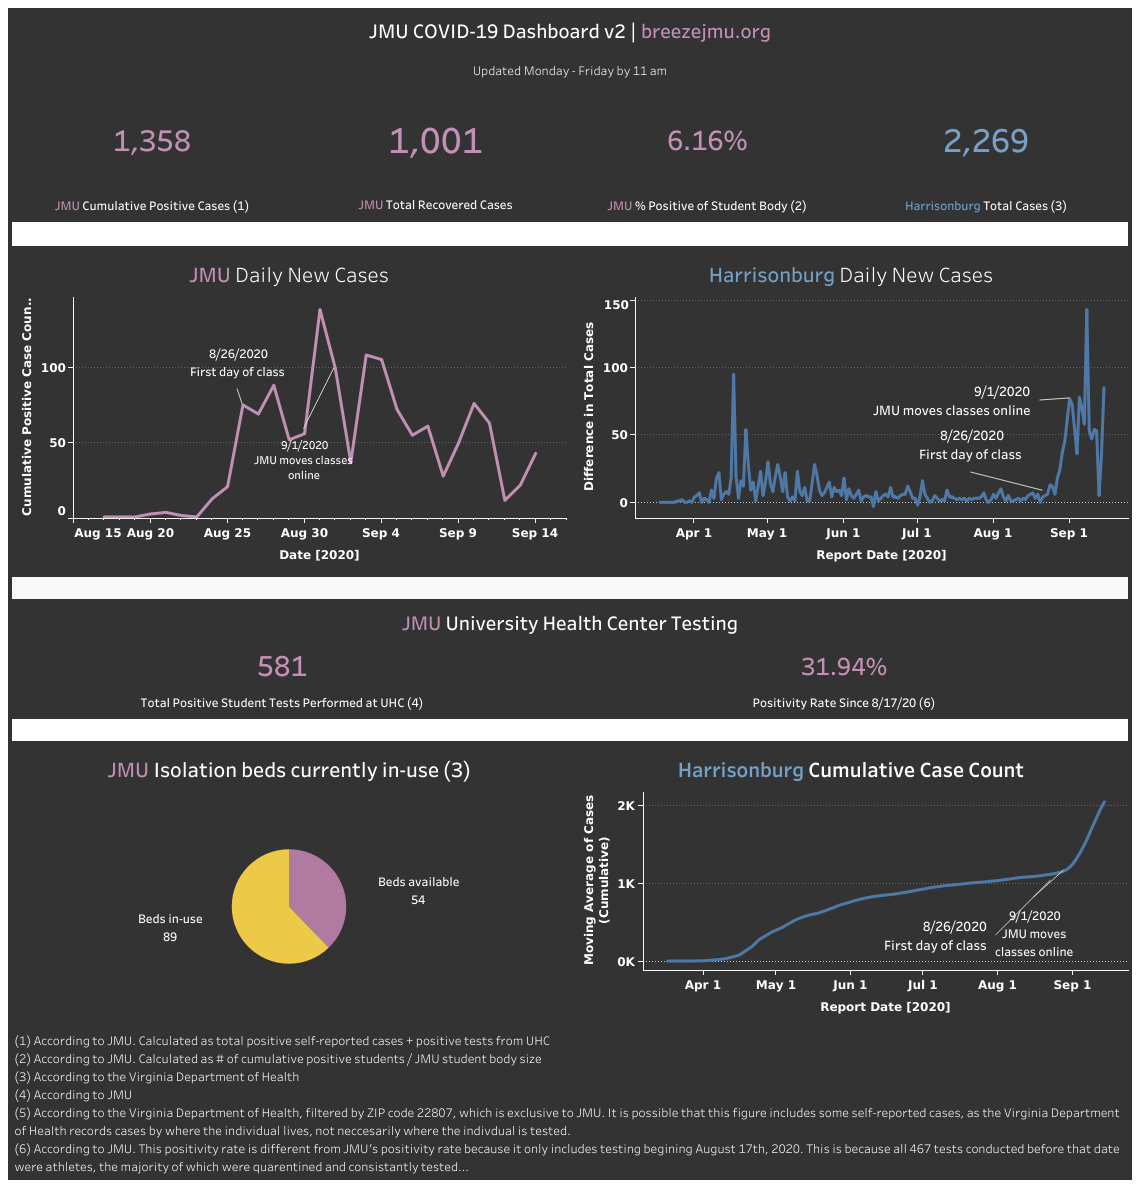 JMU COVID-19 Dashboard v2 | breezejmu.org
Updated Monday - Friday by 11 am
1,358
1,001
6.16%
2,269
JMU Cumulative Positive Cases (1)
JMU Total Recovered Cases
JMU % Positive of Student Body (2)
Harrisonburg Total Cases (3)
JMU Daily New Cases
Cumulative Positive Case Coun..
100
50
0
8/26/2020
First day of class
9/1/2020
JMU moves classes
online
Aug 15 Aug 20 Aug 25 Aug 30 Sep 4 Sep 9 Sep 14
Date [2020]
Harrisonburg Daily New Cases
Difference in Total Cases
150
100
50
0
9/1/2020
JMU moves classes online
8/26/2020
First day of class
Apr 1 May 1 Jun 1 Jul 1 Aug 1 Sep 1
Report Date [2020]
JMU University Health Center Testing
581
31.94%
Total Positive Student Tests Performed at UHC (4)
Positivity Rate Since 8/17/20 (6)
JMU Isolation beds currently in-use (3)
Beds available
54
Beds in-use
89
Harrisonburg Cumulative Case Count
Moving Average of Cases
(Cumulative)
2K
1K
0K
8/26/2020
First day of class
9/1/2020
JMU moves
classes online
Apr 1 May 1 Jun 1 Jul 1 Aug 1 Sep 1
Report Date [2020]
(1) According to JMU. Calculated as total positive self-reported cases + positive tests from UHC
(2) According to JMU. Calculated as # of cumulative positive students / JMU student body size
(3) According to the Virginia Department of Health
(4) According to JMU
(5) According to the Virginia Department of Health, filtered by ZIP code 22807, which is exclusive to JMU. It is possible that this figure includes some self-reported cases, as the Virginia Department
of Health records cases by where the individual lives, not neccesarily where the indivdual is tested.
(6) According to JMU. This positivity rate is different from JMU's positivity rate because it only includes testing begining August 17th, 2020. This is because all 467 tests conducted before that date
were athletes, the majority of which were quarentined and consistantly tested...